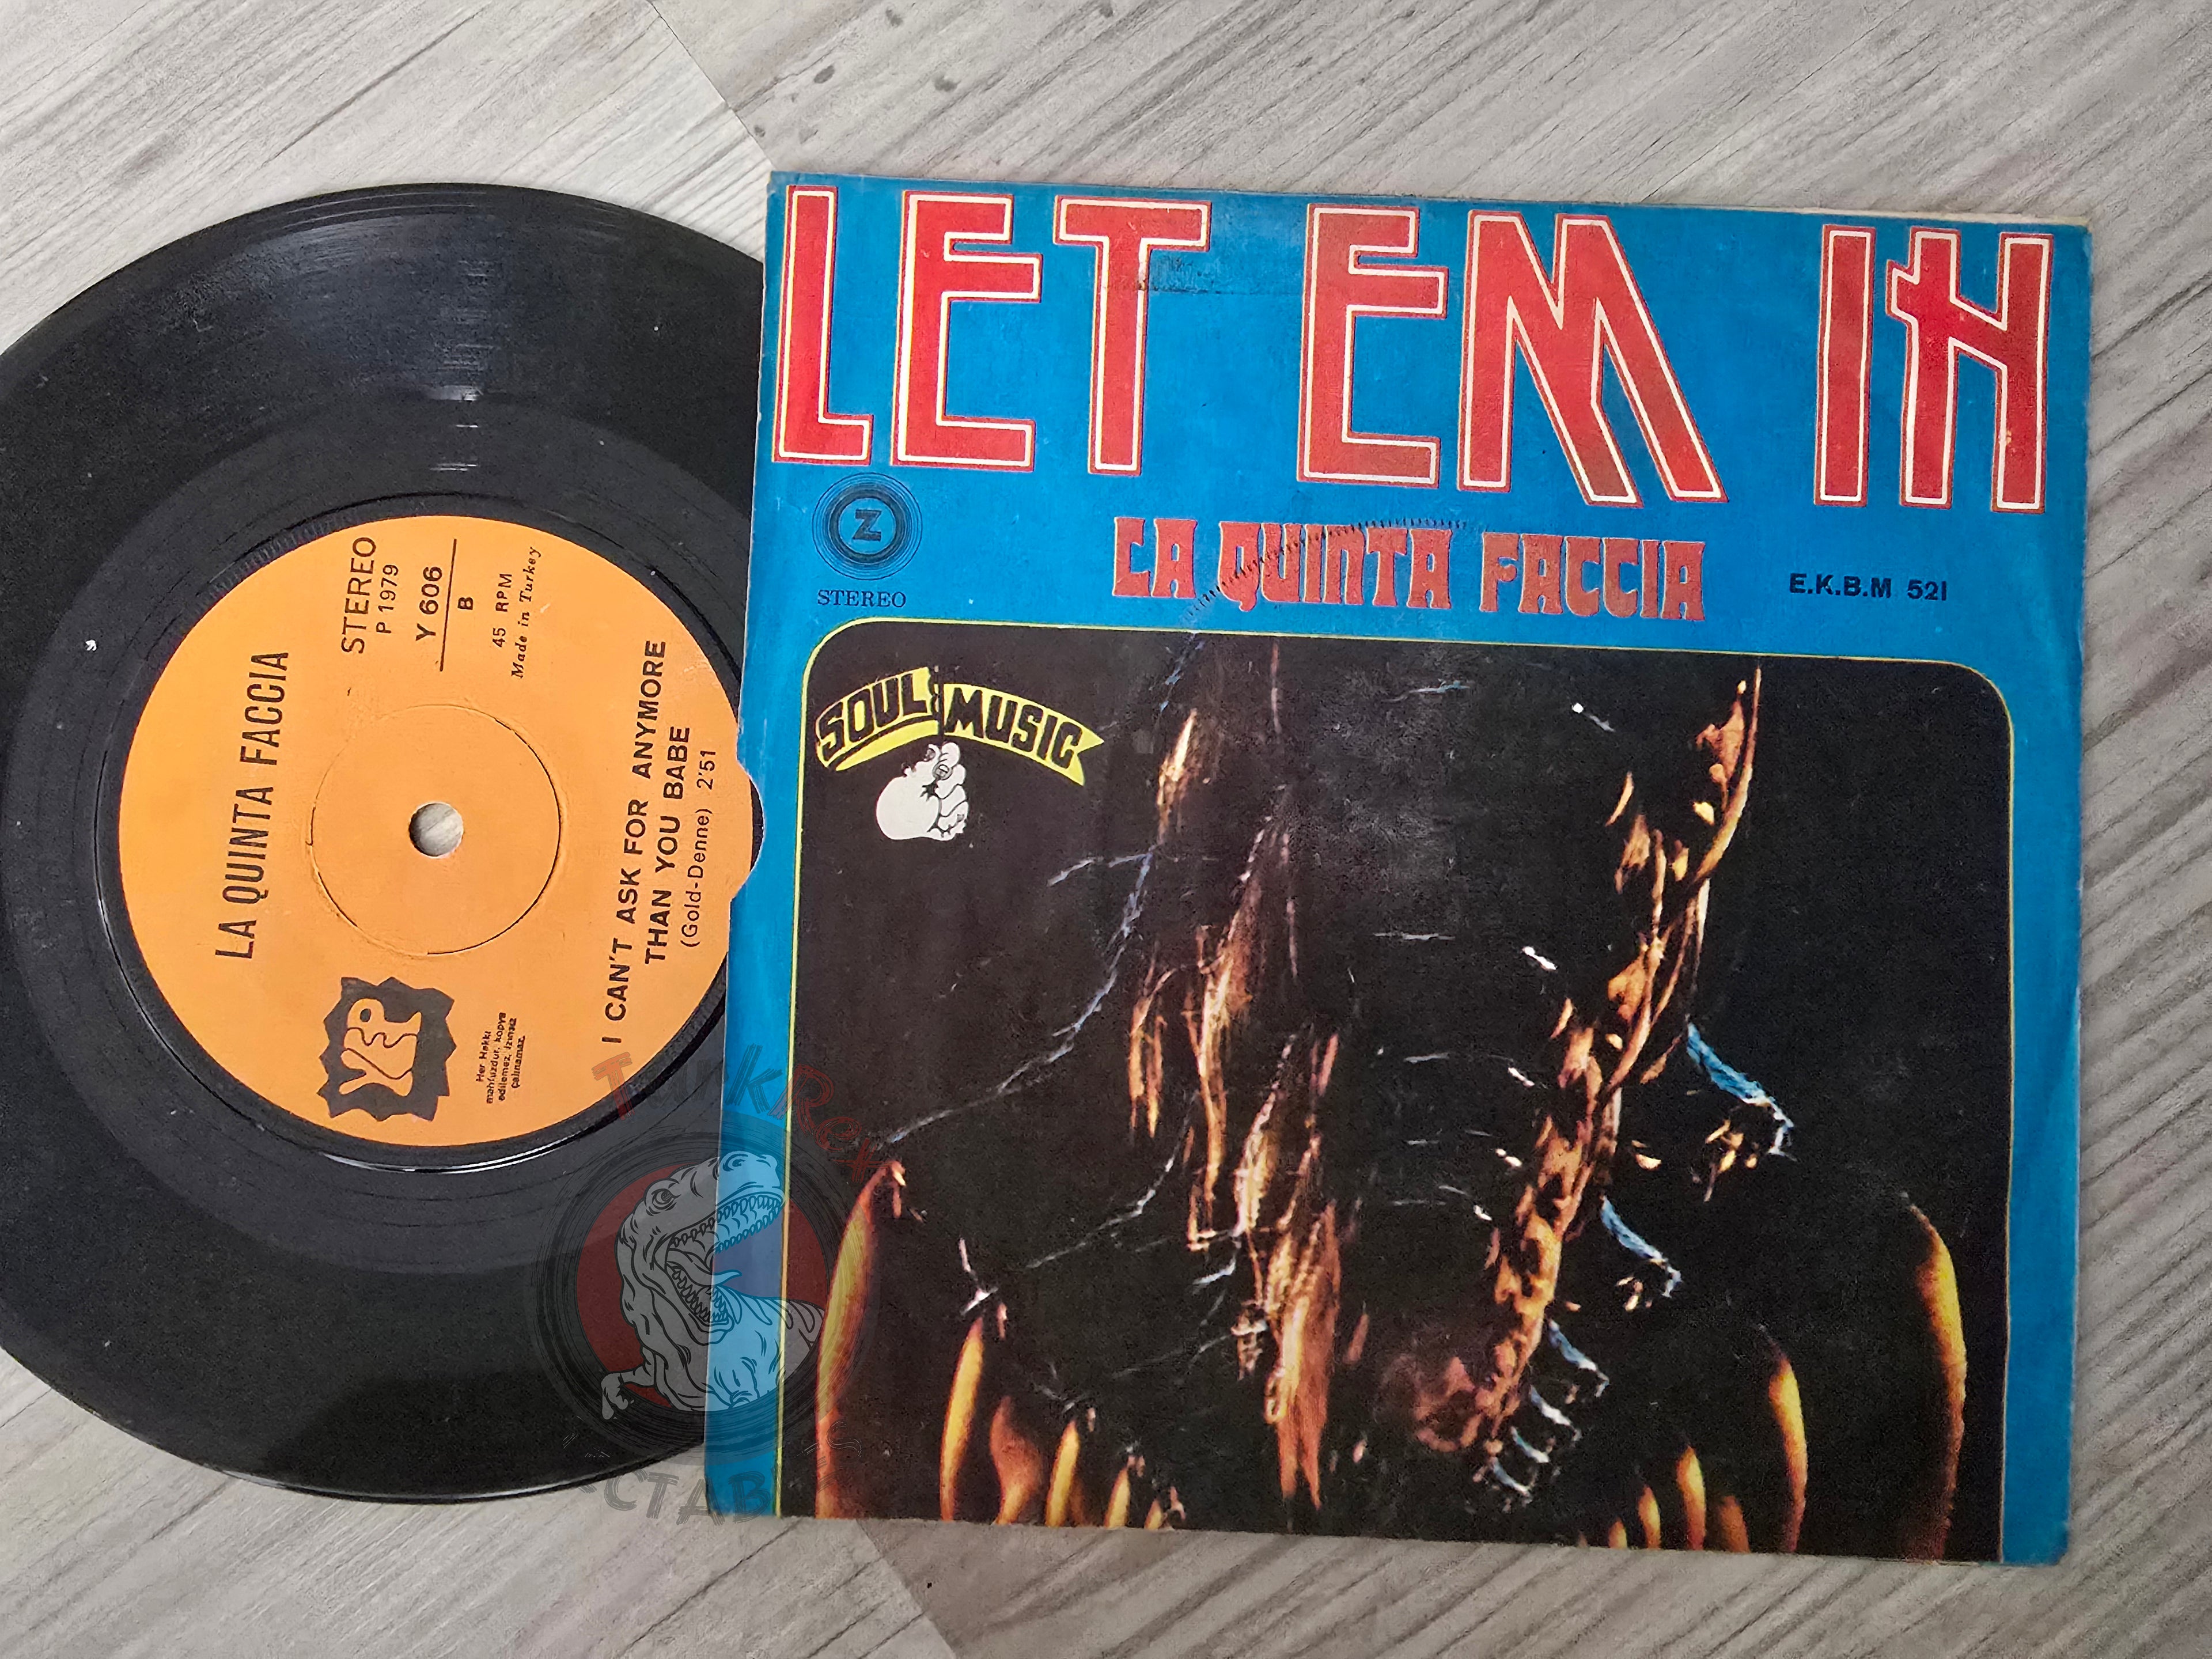 LET EM IN
Z
STEREO
LA QUINTA FACCIA
E.K.B.M 521
SOUL MUSIC
LA QUINTA FACCIA
STEREO
P 1979
Y 606
B
45 RPM
Made in Turkey
YEP
Her Hakkı
mahfuzdur, kopya
edilemez, izinsiz
çalınamaz.
I CAN'T ASK FOR ANYMORE
THAN YOU BABE
(Gold-Denne) 2'51
TurkRex